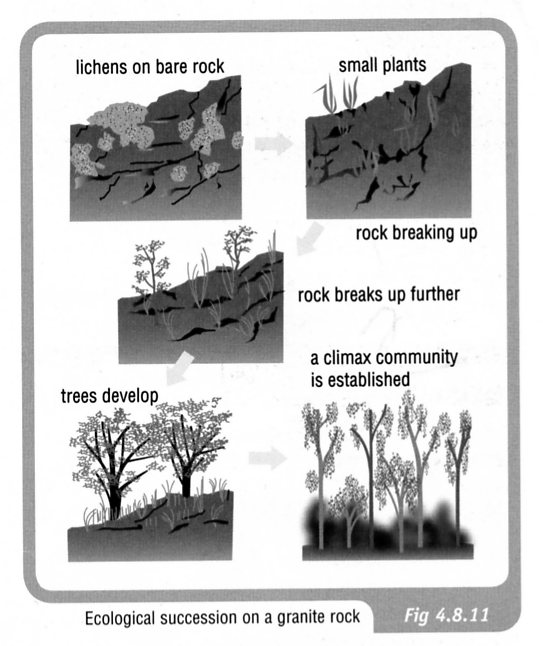 lichens on bare rock
small plants
rock breaking up
rock breaks up further
a climax community
is established
trees develop
Ecological succession on a granite rock
Fig 4.8.11